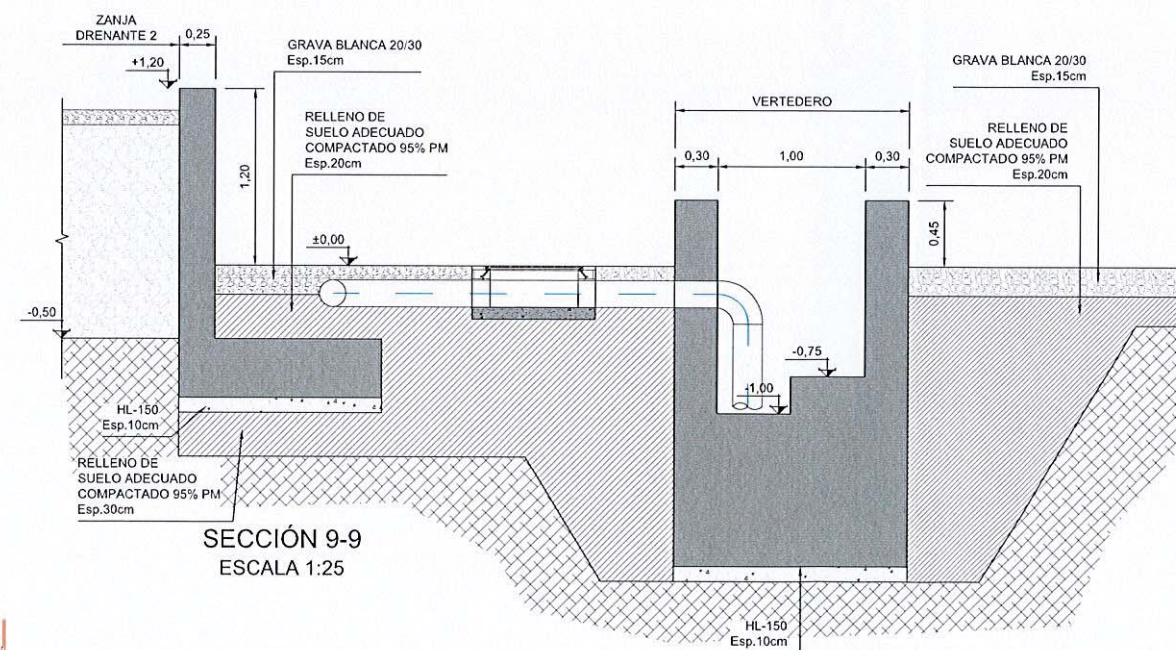 ZANJA
DRENANTE 2
0,25
+1,20
GRAVA BLANCA 20/30
Esp.15cm
RELLENO DE
SUELO ADECUADO
COMPACTADO 95% PM
Esp.20cm
1,20
±0,00
-0,50
HL-150
Esp.10cm
RELLENO DE
SUELO ADECUADO
COMPACTADO 95% PM
Esp.30cm
VERTEDERO
0,30
1,00
0,30
0,45
-0,75
-1,00
GRAVA BLANCA 20/30
Esp.15cm
RELLENO DE
SUELO ADECUADO
COMPACTADO 95% PM
Esp.20cm
HL-150
Esp.10cm
SECCIÓN 9-9
ESCALA 1:25